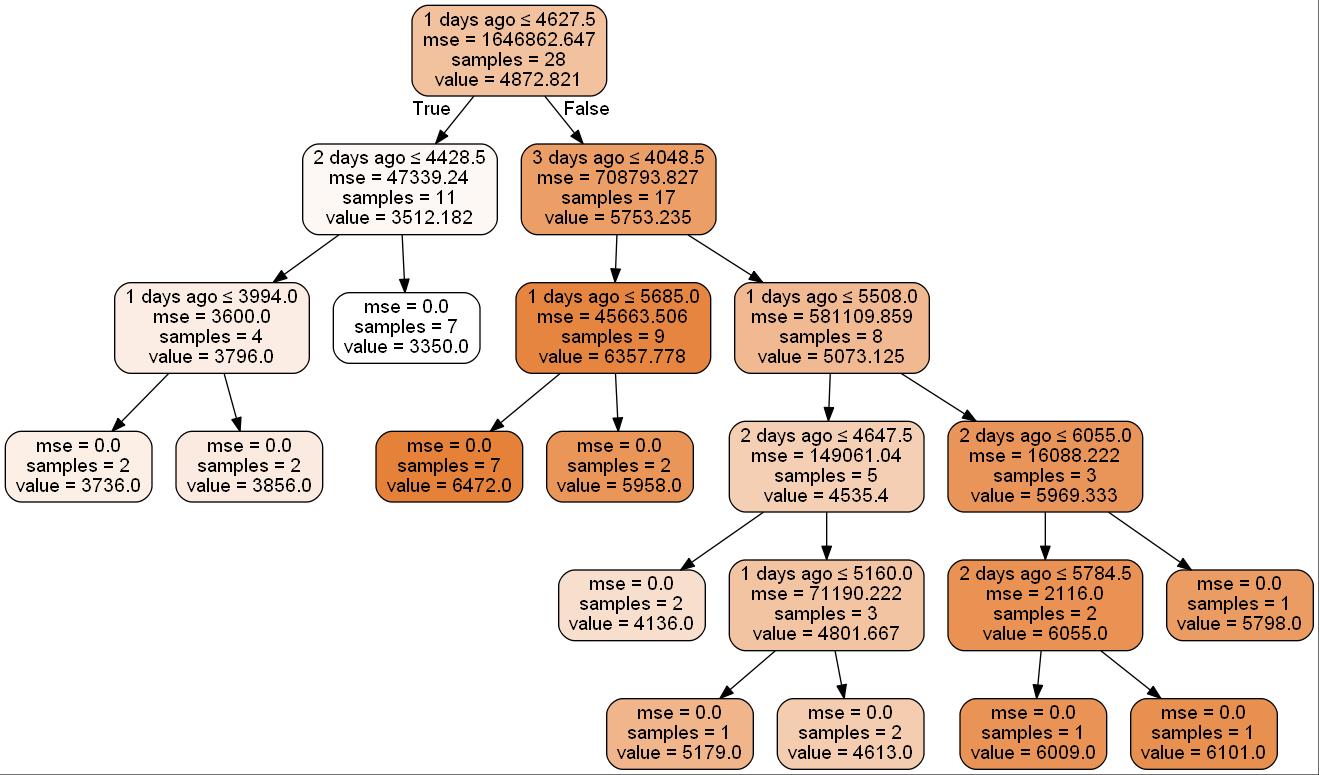 1 days ago ≤ 4627.5
mse = 1646862.647
samples = 28
value = 4872.821
True
False
2 days ago ≤ 4428.5
mse = 47339.24
samples = 11
value = 3512.182
3 days ago ≤ 4048.5
mse = 708793.827
samples = 17
value = 5753.235
1 days ago ≤ 3994.0
mse = 3600.0
samples = 4
value = 3796.0
mse = 0.0
samples = 7
value = 3350.0
1 days ago ≤ 5685.0
mse = 45663.506
samples = 9
value = 6357.778
1 days ago ≤ 5508.0
mse = 581109.859
samples = 8
value = 5073.125
mse = 0.0
samples = 2
value = 3736.0
mse = 0.0
samples = 2
value = 3856.0
mse = 0.0
samples = 7
value = 6472.0
mse = 0.0
samples = 2
value = 5958.0
2 days ago ≤ 4647.5
mse = 149061.04
samples = 5
value = 4535.4
2 days ago ≤ 6055.0
mse = 16088.222
samples = 3
value = 5969.333
mse = 0.0
samples = 2
value = 4136.0
1 days ago ≤ 5160.0
mse = 71190.222
samples = 3
value = 4801.667
2 days ago ≤ 5784.5
mse = 2116.0
samples = 2
value = 6055.0
mse = 0.0
samples = 1
value = 5798.0
mse = 0.0
samples = 1
value = 5179.0
mse = 0.0
samples = 2
value = 4613.0
mse = 0.0
samples = 1
value = 6009.0
mse = 0.0
samples = 1
value = 6101.0